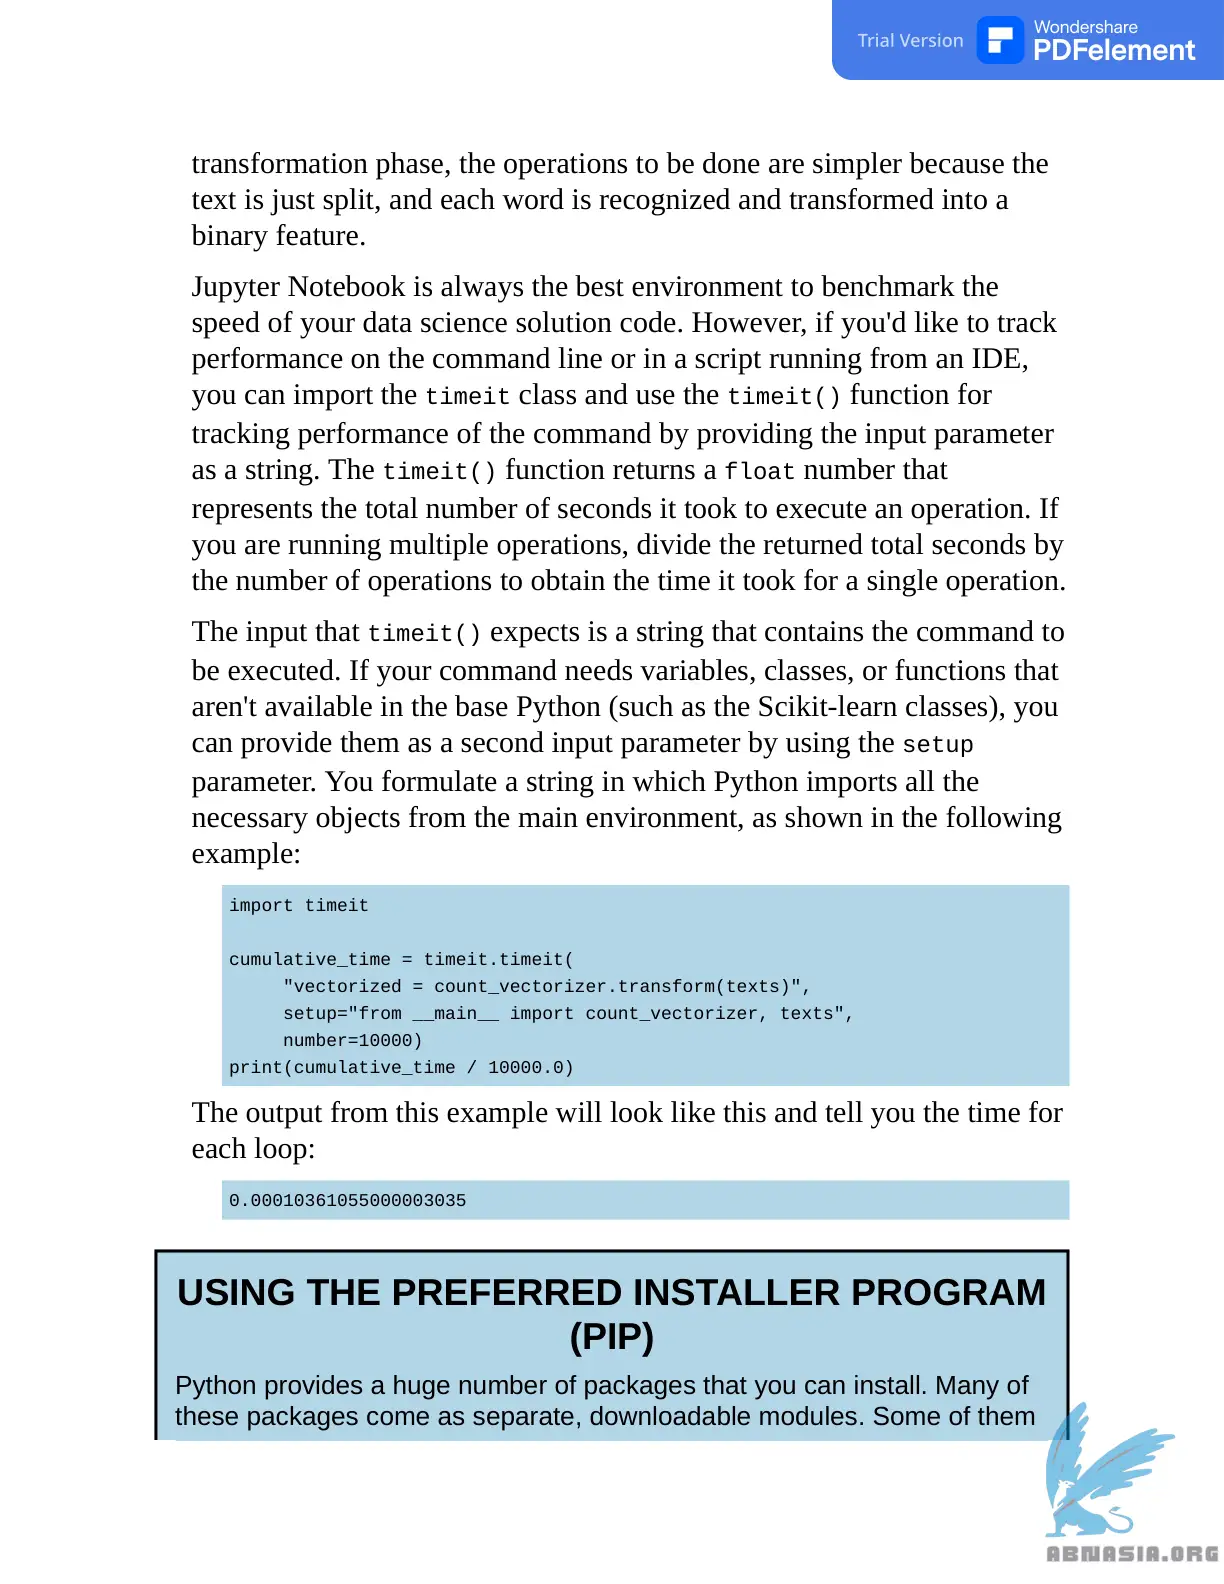 Trial Version
Wondershare
PDFelement
transformation phase, the operations to be done are simpler because the
text is just split, and each word is recognized and transformed into a
binary feature.
Jupyter Notebook is always the best environment to benchmark the
speed of your data science solution code. However, if you'd like to track
performance on the command line or in a script running from an IDE,
you can import the timeit class and use the timeit() function for
tracking performance of the command by providing the input parameter
as a string. The timeit() function returns a float number that
represents the total number of seconds it took to execute an operation. If
you are running multiple operations, divide the returned total seconds by
the number of operations to obtain the time it took for a single operation.
The input that timeit() expects is a string that contains the command to
be executed. If your command needs variables, classes, or functions that
aren't available in the base Python (such as the Scikit-learn classes), you
can provide them as a second input parameter by using the setup
parameter. You formulate a string in which Python imports all the
necessary objects from the main environment, as shown in the following
example:
import timeit
cumulative_time = timeit.timeit(
"vectorized = count_vectorizer.transform(texts)",
setup="from __main__ import count_vectorizer, texts",
number=10000)
print(cumulative_time / 10000.0)
The output from this example will look like this and tell you the time for
each loop:
0.00010361055000003035
USING THE PREFERRED INSTALLER PROGRAM
(PIP)
Python provides a huge number of packages that you can install. Many of
these packages come as separate, downloadable modules. Some of them
ABNASIA.ORG